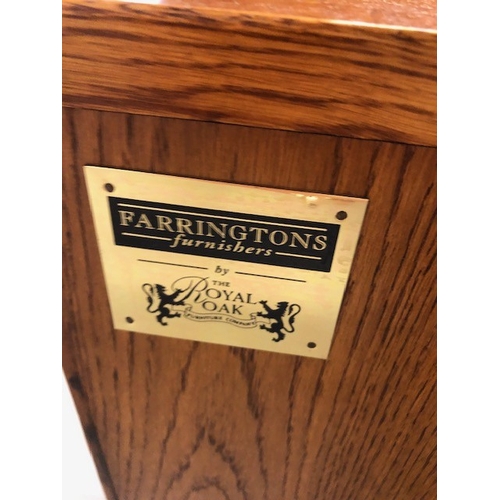 FARRINGTONS
furnishers
by
THE
ROYAL
OAK
FURNITURE COMPANY